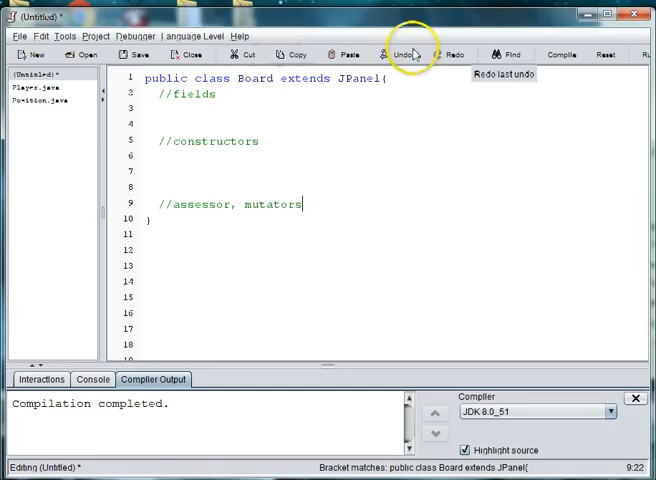 (Untitled) *
File Edit Tools Project Debugger Language Level Help
New Open Save Close Cut Copy Paste Undo Redo Find Compile Reset Ru
Redo last undo
(Untitled) *
Player.java
Position.java
1 public class Board extends JPanel{
2 //fields
3
4
5 //constructors
6
7
8
9 //assessor, mutators
10 }
11
12
13
14
15
16
17
18
19
Interactions Console Compiler Output
Compilation completed.
Compiler
JDK 8.0_51
Highlight source
Editing (Untitled) * Bracket matches: public class Board extends JPanel{ 9:22